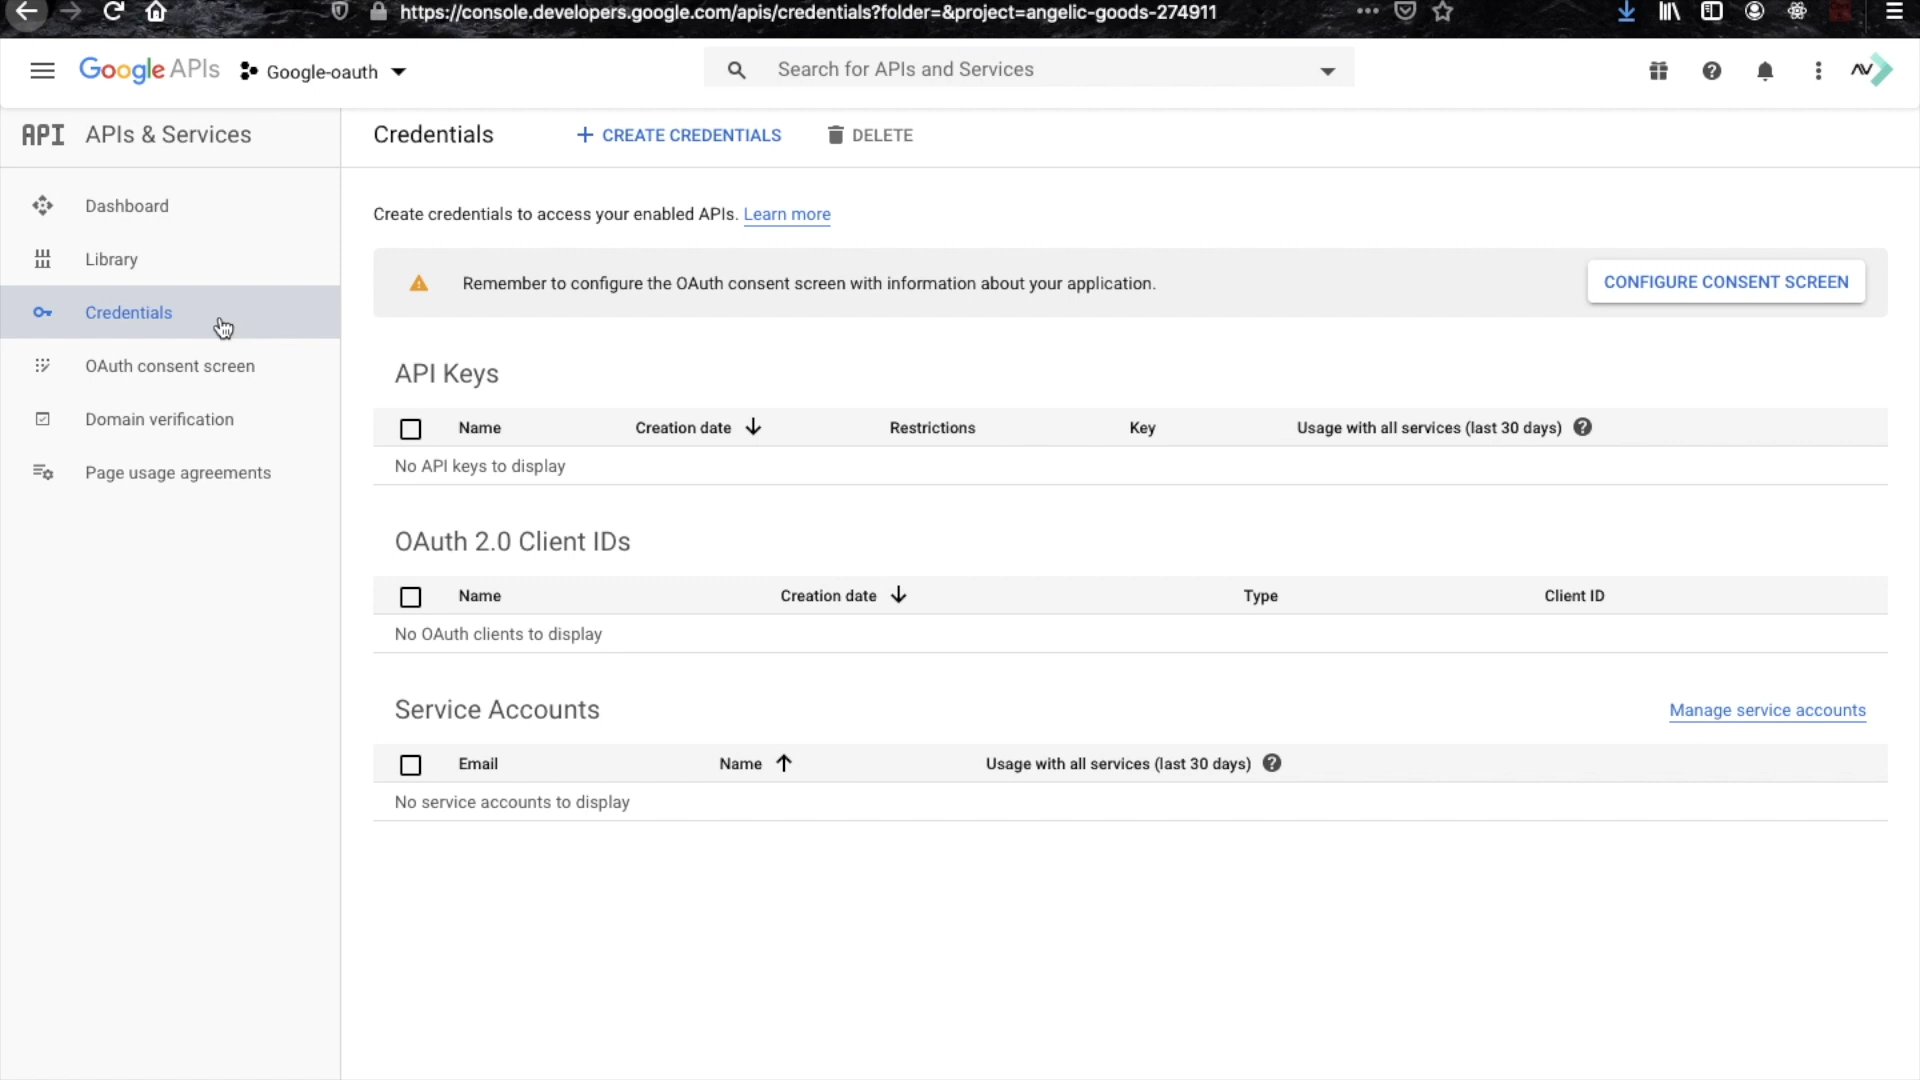 https://console.developers.google.com/apis/credentials?folder=&project=angelic-goods-274911
Google APIs
Google-oauth
Search for APIs and Services
API APIs & Services
Credentials
CREATE CREDENTIALS
DELETE
Dashboard
Library
Credentials
OAuth consent screen
Domain verification
Page usage agreements
Create credentials to access your enabled APIs. Learn more
Remember to configure the OAuth consent screen with information about your application.
CONFIGURE CONSENT SCREEN
API Keys
Name Creation date Restrictions Key Usage with all services (last 30 days)
No API keys to display
OAuth 2.0 Client IDs
Name Creation date Type Client ID
No OAuth clients to display
Service Accounts
Manage service accounts
Email Name Usage with all services (last 30 days)
No service accounts to display